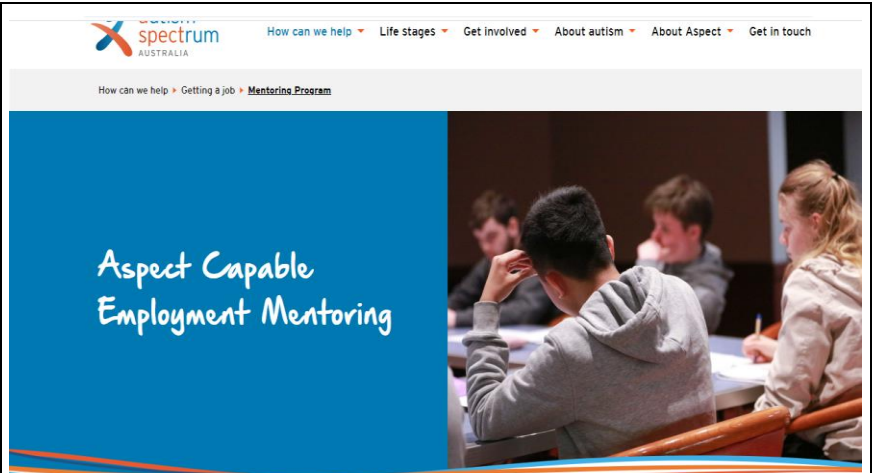 spectrum
AUSTRALIA
How can we help Life stages Get involved About autism About Aspect Get in touch
How can we help Getting a job Mentoring Program
Aspect Capable
Employment Mentoring